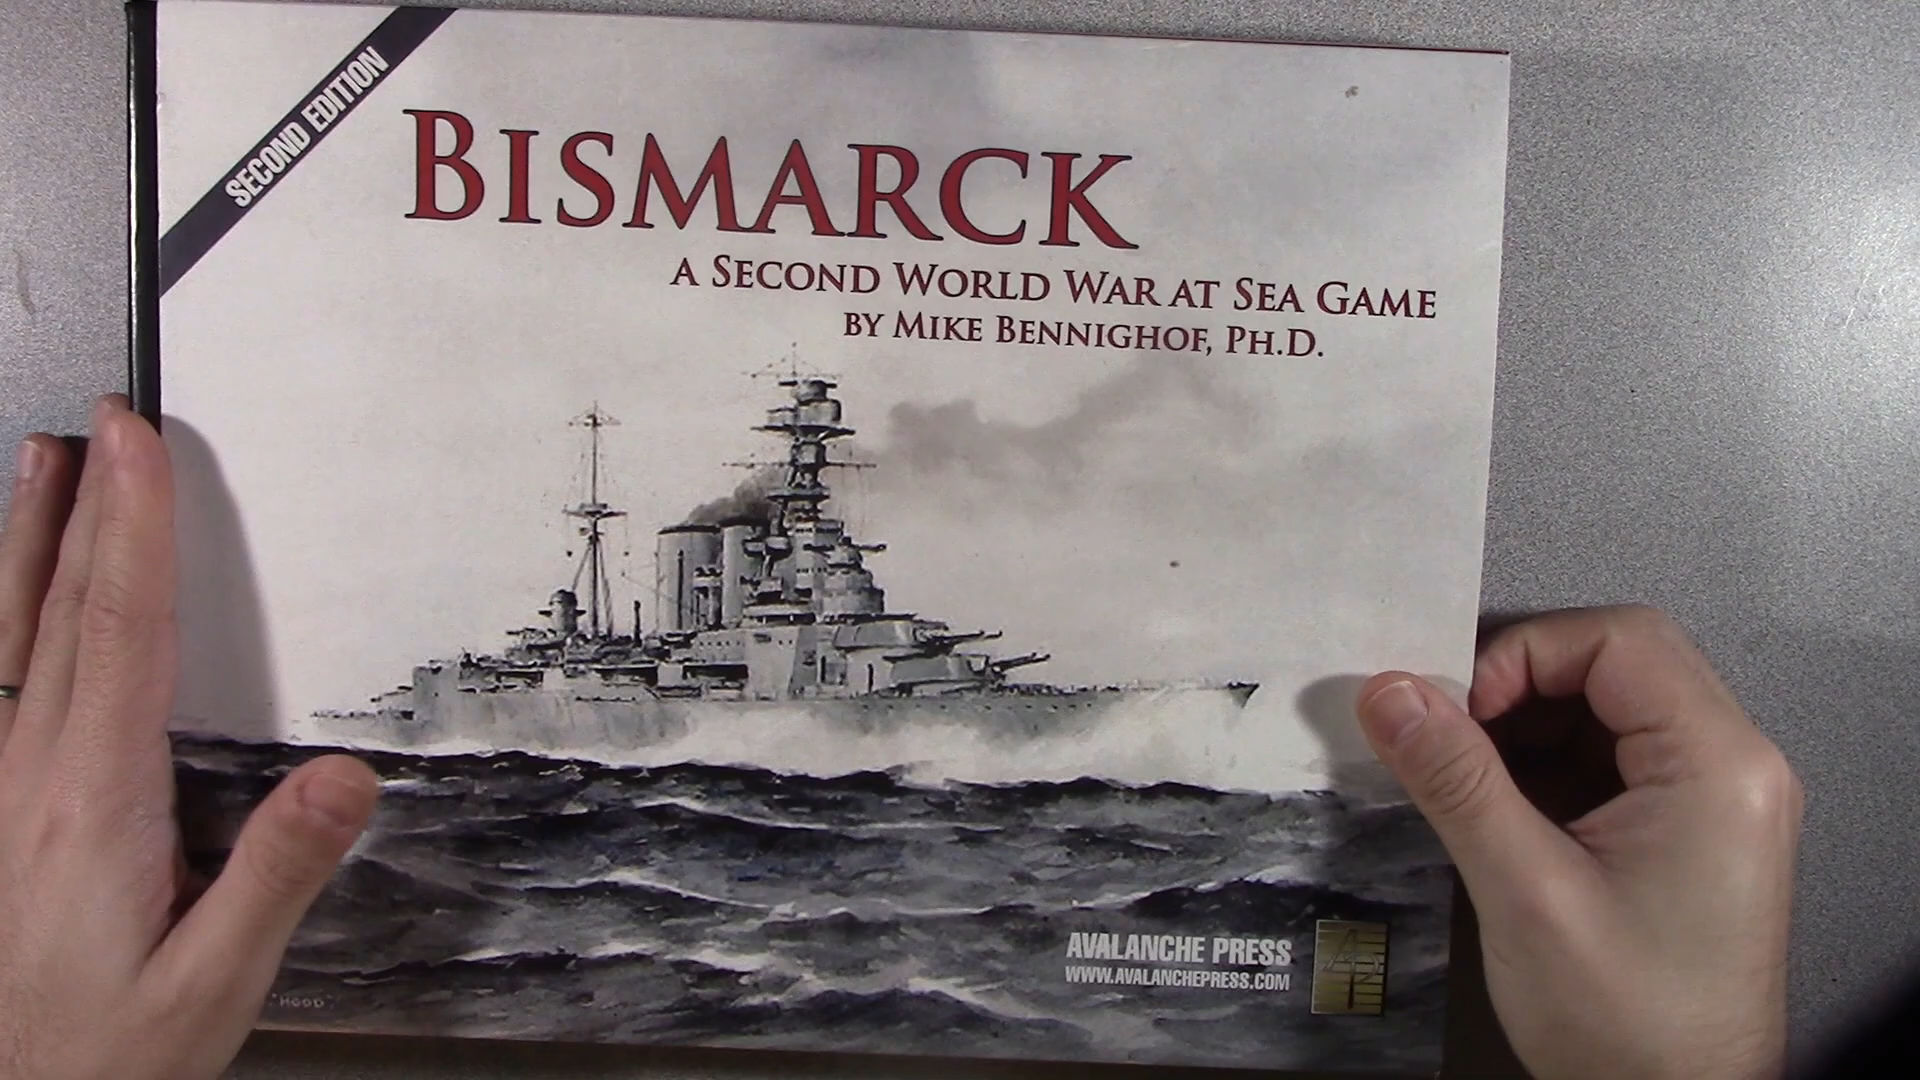 SECOND EDITION
BISMARCK
A SECOND WORLD WAR AT SEA GAME
BY MIKE BENNIGHOF, PH.D.
AVALANCHE PRESS
WWW.AVALANCHEPRESS.COM
AP
"HOOD"